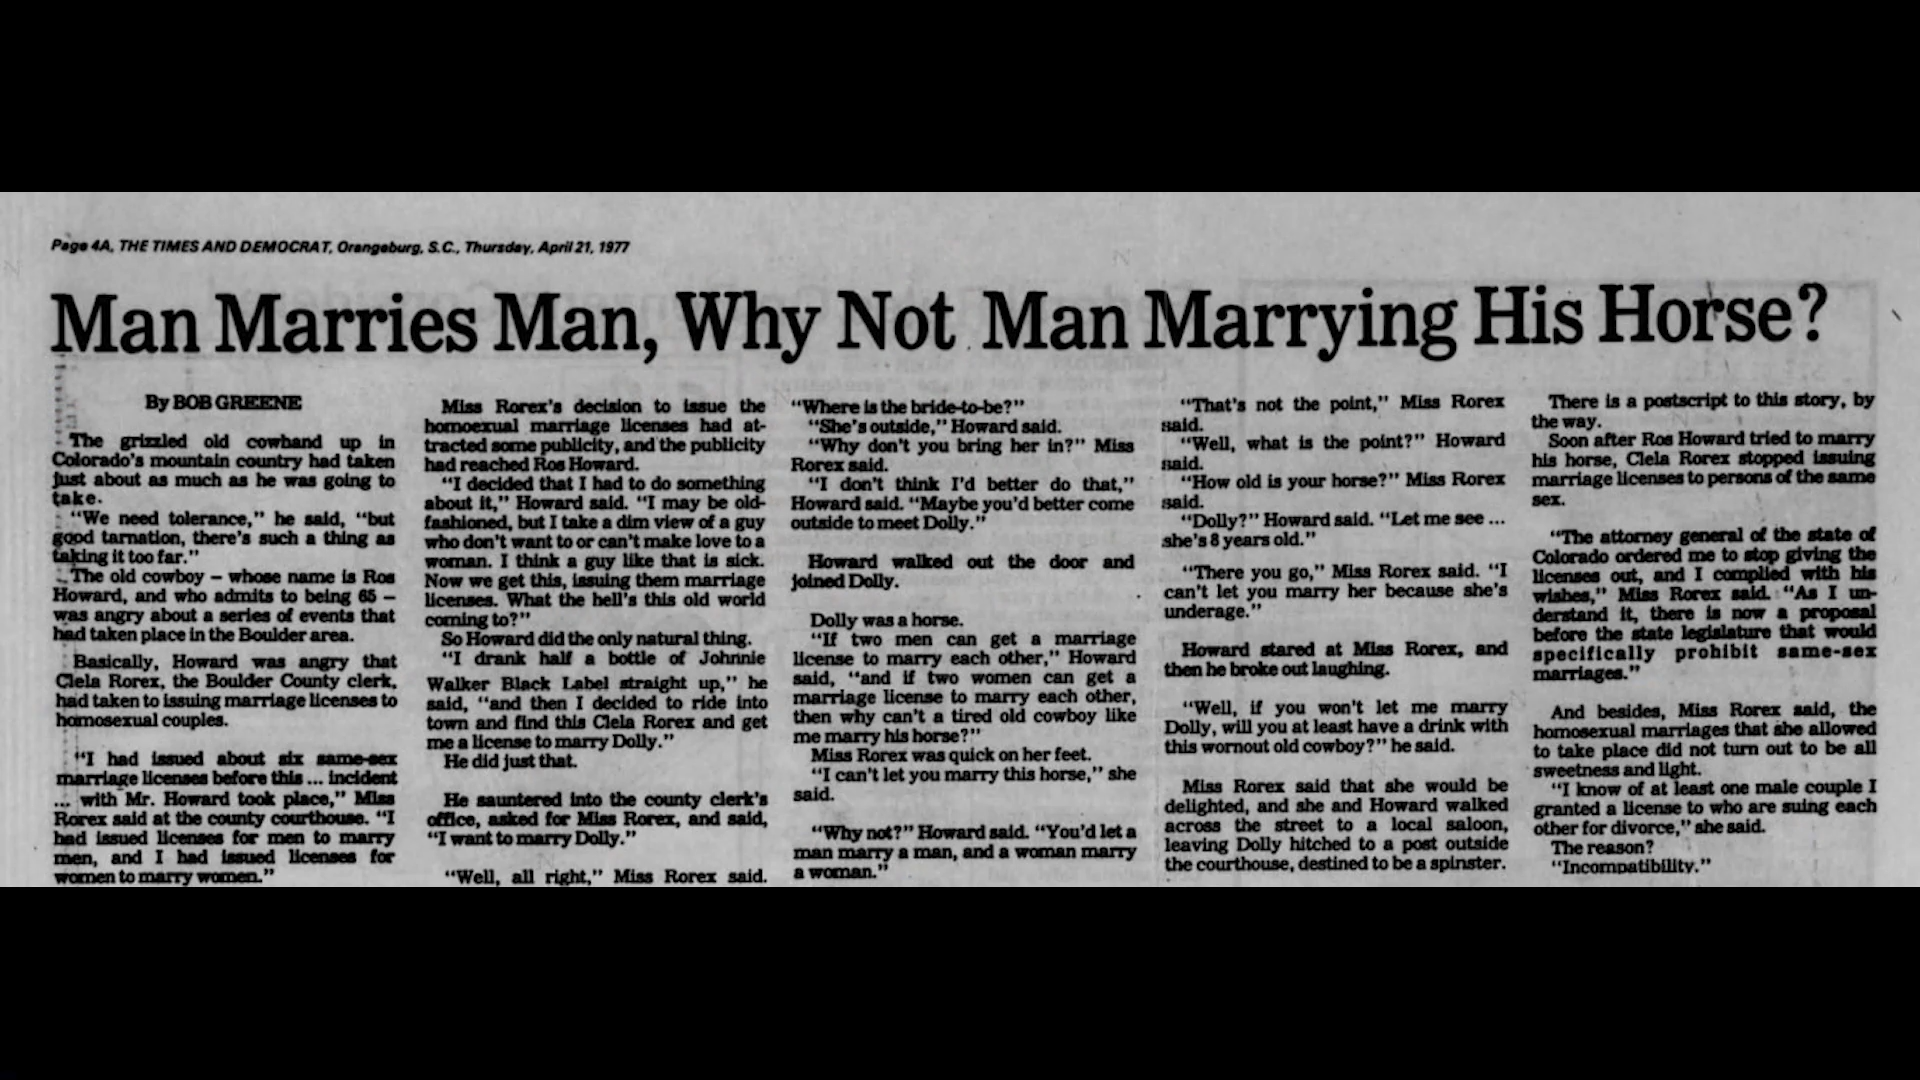 Page 4A, THE TIMES AND DEMOCRAT, Orangeburg, S.C., Thursday, April 21, 1977
Man Marries Man, Why Not Man Marrying His Horse?
By BOB GREENE
The grizzled old cowhand up in
Colorado's mountain country had taken
just about as much as he was going to
take.
"We need tolerance," he said, "but
good tarnation, there's such a thing as
taking it too far."
The old cowboy — whose name is Ros
Howard, and who admits to being 65 —
was angry about a series of events that
had taken place in the Boulder area.
Basically, Howard was angry that
Clela Rorex, the Boulder County clerk,
had taken to issuing marriage licenses to
homosexual couples.
"I had issued about six same-sex
marriage licenses before this ... incident
... with Mr. Howard took place," Miss
Rorex said at the county courthouse. "I
had issued licenses for men to marry
men, and I had issued licenses for
women to marry women."
Miss Rorex's decision to issue the
homoexual marriage licenses had at-
tracted some publicity, and the publicity
had reached Ros Howard.
"I decided that I had to do something
about it," Howard said. "I may be old-
fashioned, but I take a dim view of a guy
who don't want to or can't make love to a
woman. I think a guy like that is sick.
Now we get this, issuing them marriage
licenses. What the hell's this old world
coming to?"
So Howard did the only natural thing.
"I drank half a bottle of Johnnie
Walker Black Label straight up," he
said, "and then I decided to ride into
town and find this Clela Rorex and get
me a license to marry Dolly."
He did just that.
He sauntered into the county clerk's
office, asked for Miss Rorex, and said,
"I want to marry Dolly."
"Well, all right," Miss Rorex said.
"Where is the bride-to-be?"
"She's outside," Howard said.
"Why don't you bring her in?" Miss
Rorex said.
"I don't think I'd better do that,"
Howard said. "Maybe you'd better come
outside to meet Dolly."
Howard walked out the door and
joined Dolly.
Dolly was a horse.
"If two men can get a marriage
license to marry each other," Howard
said, "and if two women can get a
marriage license to marry each other,
then why can't a tired old cowboy like
me marry his horse?"
Miss Rorex was quick on her feet.
"I can't let you marry this horse," she
said.
"Why not?" Howard said. "You'd let a
man marry a man, and a woman marry
a woman."
"That's not the point," Miss Rorex
said.
"Well, what is the point?" Howard
said.
"How old is your horse?" Miss Rorex
said.
"Dolly?" Howard said. "Let me see ...
she's 8 years old."
"There you go," Miss Rorex said. "I
can't let you marry her because she's
underage."
Howard stared at Miss Rorex, and
then he broke out laughing.
"Well, if you won't let me marry
Dolly, will you at least have a drink with
this wornout old cowboy?" he said.
Miss Rorex said that she would be
delighted, and she and Howard walked
across the street to a local saloon,
leaving Dolly hitched to a post outside
the courthouse, destined to be a spinster.
There is a postscript to this story, by
the way.
Soon after Ros Howard tried to marry
his horse, Clela Rorex stopped issuing
marriage licenses to persons of the same
sex.
"The attorney general of the state of
Colorado ordered me to stop giving the
licenses out, and I complied with his
wishes," Miss Rorex said. "As I un-
derstand it, there is now a proposal
before the state legislature that would
specifically prohibit same-sex
marriages."
And besides, Miss Rorex said, the
homosexual marriages that she allowed
to take place did not turn out to be all
sweetness and light.
"I know of at least one male couple I
granted a license to who are suing each
other for divorce," she said.
The reason?
"Incompatibility."